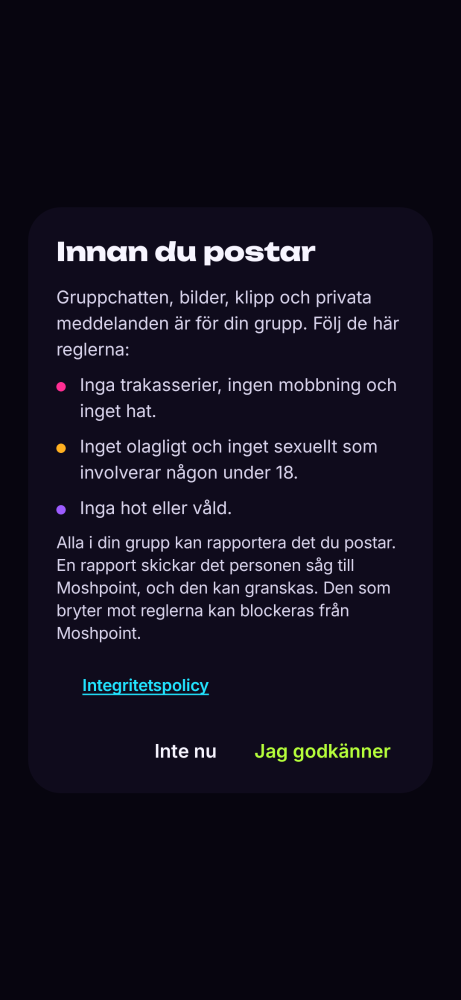 Innan du postar
Gruppchatten, bilder, klipp och privata
meddelanden är för din grupp. Följ de här
reglerna:
Inga trakasserier, ingen mobbning och
inget hat.
Inget olagligt och inget sexuellt som
involverar någon under 18.
Inga hot eller våld.
Alla i din grupp kan rapportera det du postar.
En rapport skickar det personen såg till
Moshpoint, och den kan granskas. Den som
bryter mot reglerna kan blockeras från
Moshpoint.
Integritetspolicy
Inte nu
Jag godkänner